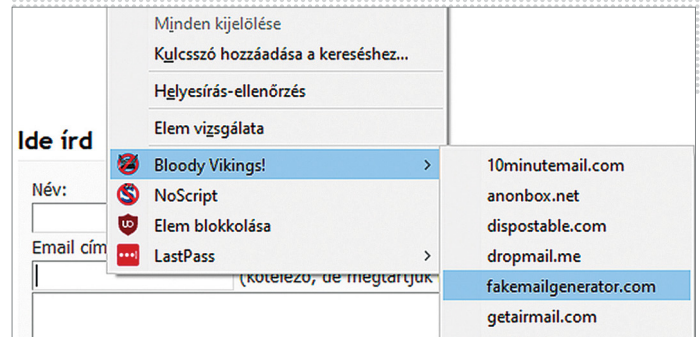 Minden kijelölése
Kulcsszó hozzáadása a kereséshez...
Helyesírás-ellenőrzés
Elem vizsgálata
Ide írd
Bloody Vikings!
NoScript
Elem blokkolása
LastPass
10minutemail.com
anonbox.net
dispostable.com
dropmail.me
fakemailgenerator.com
getairmail.com
Név:
Email cím
(kötelező, de megtartjuk